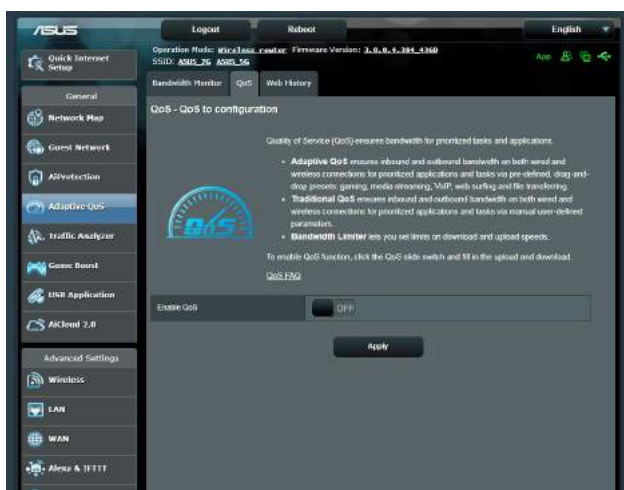 ASUS
Logout
Reboot
English
Operation Mode: Wireless router Firmware Version: 3.0.0.4.384_4360
SSID: ASUS_2G ASUS_5G
App
Quick Internet
Setup
General
Network Map
Guest Network
AiProtection
Adaptive QoS
Traffic Analyzer
Game Boost
USB Application
AiCloud 2.0
Advanced Settings
Wireless
LAN
WAN
Alexa & IFTTT
Bandwidth Monitor
QoS
Web History
QoS - QoS to configuration
QoS
Quality of Service (QoS) ensures bandwidth for prioritized tasks and applications.
• Adaptive QoS ensures inbound and outbound bandwidth on both wired and
wireless connections for prioritized applications and tasks via pre-defined, drag-and-
drop presets: gaming, media streaming, VoIP, web surfing and file transferring.
• Traditional QoS ensures inbound and outbound bandwidth on both wired and
wireless connections for prioritized applications and tasks via manual user-defined
parameters.
• Bandwidth Limiter lets you set limits on download and upload speeds.
To enable QoS function, click the QoS slide switch and fill in the upload and download.
QoS FAQ
Enable QoS
OFF
Apply